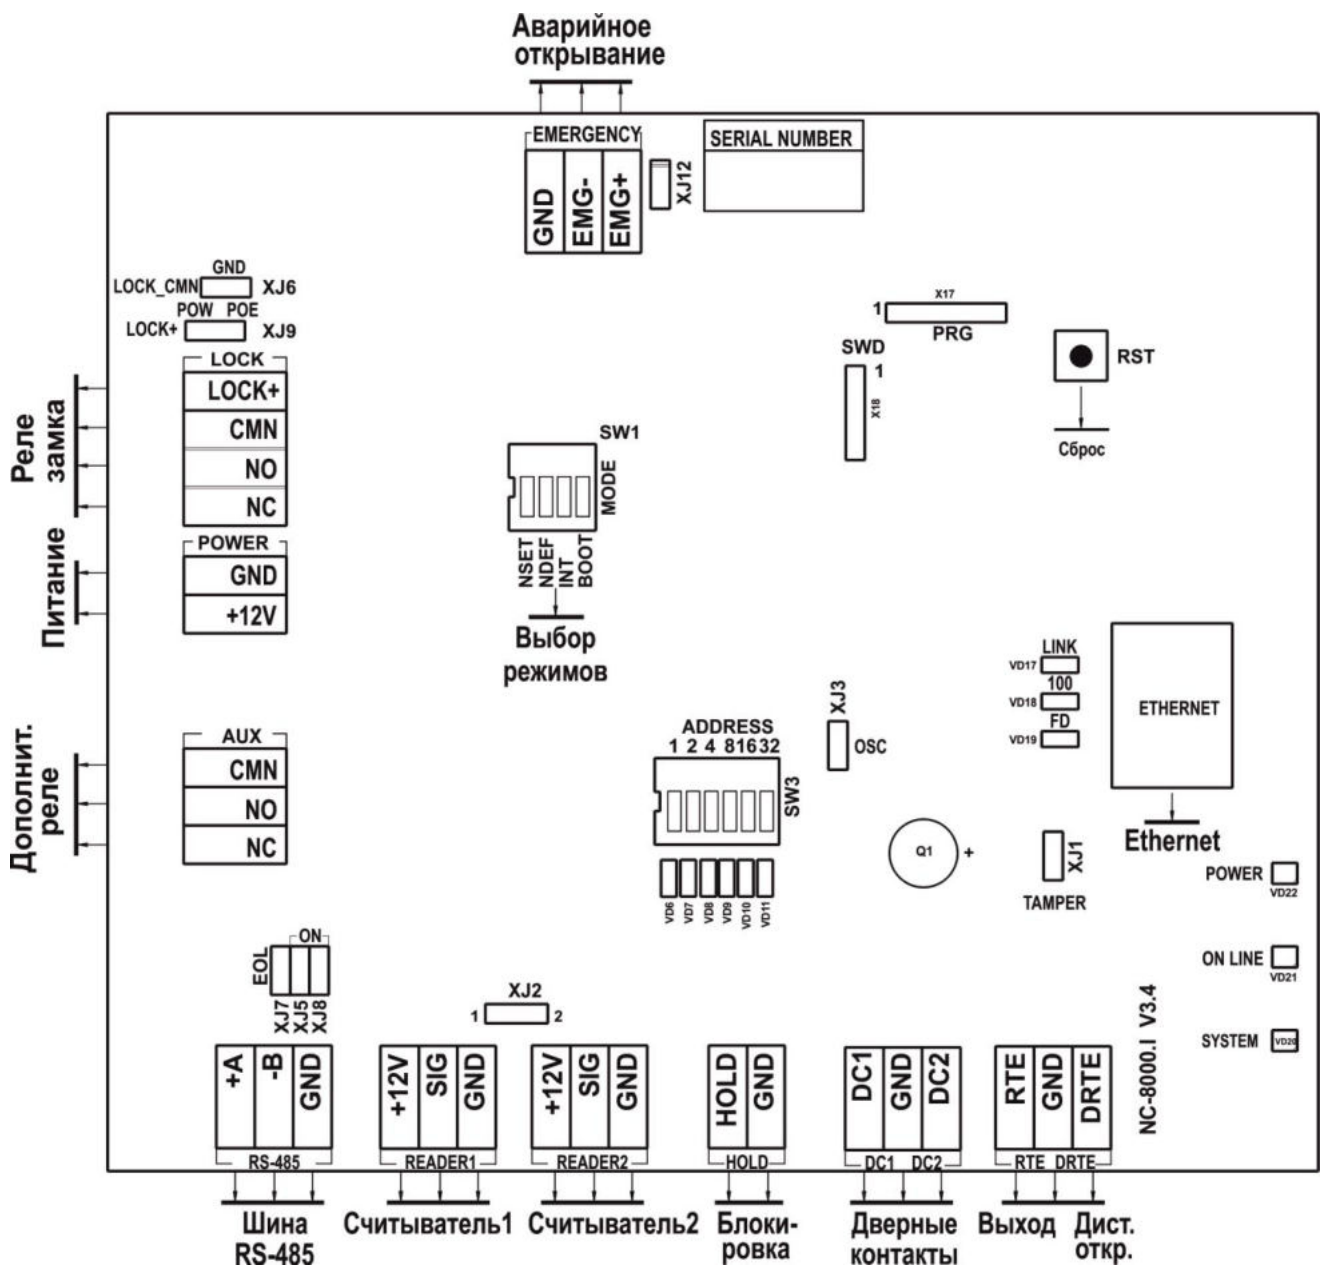 Аварийное
открывание
EMERGENCY
GND
EMG-
EMG+
XJ12
SERIAL NUMBER
GND
LOCK_CMN
XJ6
POW POE
LOCK+
XJ9
LOCK
LOCK+
CMN
NO
NC
Реле
замка
POWER
GND
+12V
Питание
AUX
CMN
NO
NC
Дополнит.
реле
SW1
MODE
NSET
NDEF
INT
BOOT
Выбор
режимов
X17
1
PRG
SWD
1
X18
RST
Сброс
LINK
VD17
100
VD18
FD
VD19
ETHERNET
Ethernet
ADDRESS
1 2 4 8 16 32
SW3
VD6
VD7
VD8
VD9
VD10
VD11
XJ3
OSC
Q1
+
XJ1
TAMPER
POWER
VD22
ON LINE
VD21
SYSTEM
VD20
NC-8000.I V3.4
ON
EOL
XJ7
XJ5
XJ8
XJ2
1 2
+A
-B
GND
RS-485
Шина
RS-485
+12V
SIG
GND
READER1
Считыватель1
+12V
SIG
GND
READER2
Считыватель2
HOLD
GND
HOLD
Блоки-
ровка
DC1
GND
DC2
DC1 DC2
Дверные
контакты
RTE
GND
DRTE
RTE DRTE
Выход
Дист.
откр.